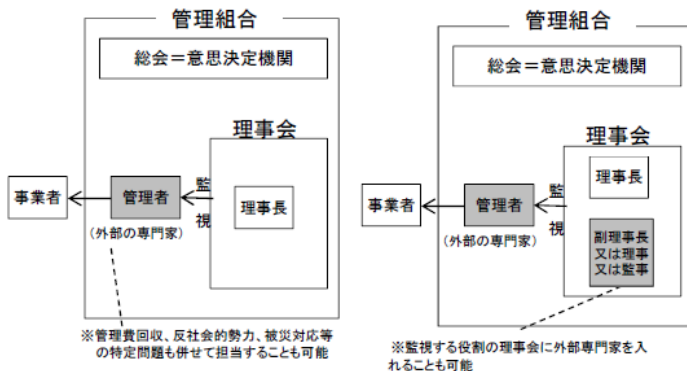 管理組合
総会＝意思決定機関
理事会
事業者
管理者
監視
理事長
(外部の専門家)
※管理費回収、反社会的勢力、被災対応等
の特定問題も併せて担当することも可能
管理組合
総会＝意思決定機関
理事会
理事長
事業者
管理者
監視
(外部の専門家)
副理事長
又は理事
又は監事
※監視する役割の理事会に外部専門家を入
れることも可能